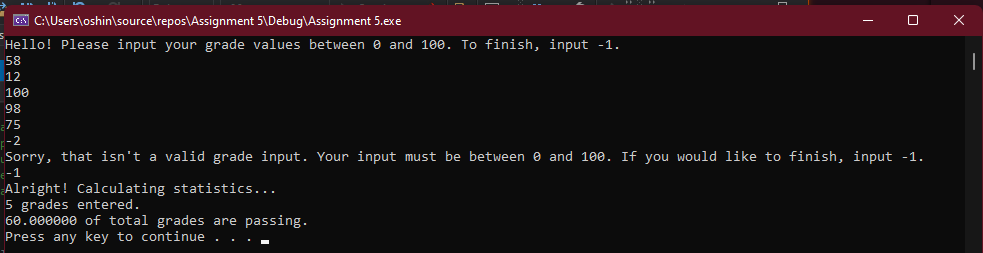 C:\Users\oshin\source\repos\Assignment 5\Debug\Assignment 5.exe
Hello! Please input your grade values between 0 and 100. To finish, input -1.
58
12
100
98
75
-2
Sorry, that isn't a valid grade input. Your input must be between 0 and 100. If you would like to finish, input -1.
-1
Alright! Calculating statistics...
5 grades entered.
60.000000 of total grades are passing.
Press any key to continue . . .